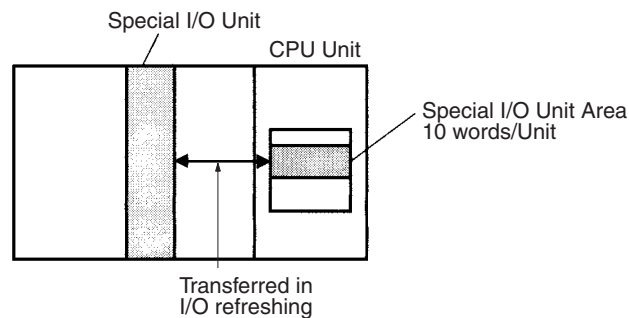 Special I/O Unit
CPU Unit
Special I/O Unit Area
10 words/Unit
Transferred in
I/O refreshing